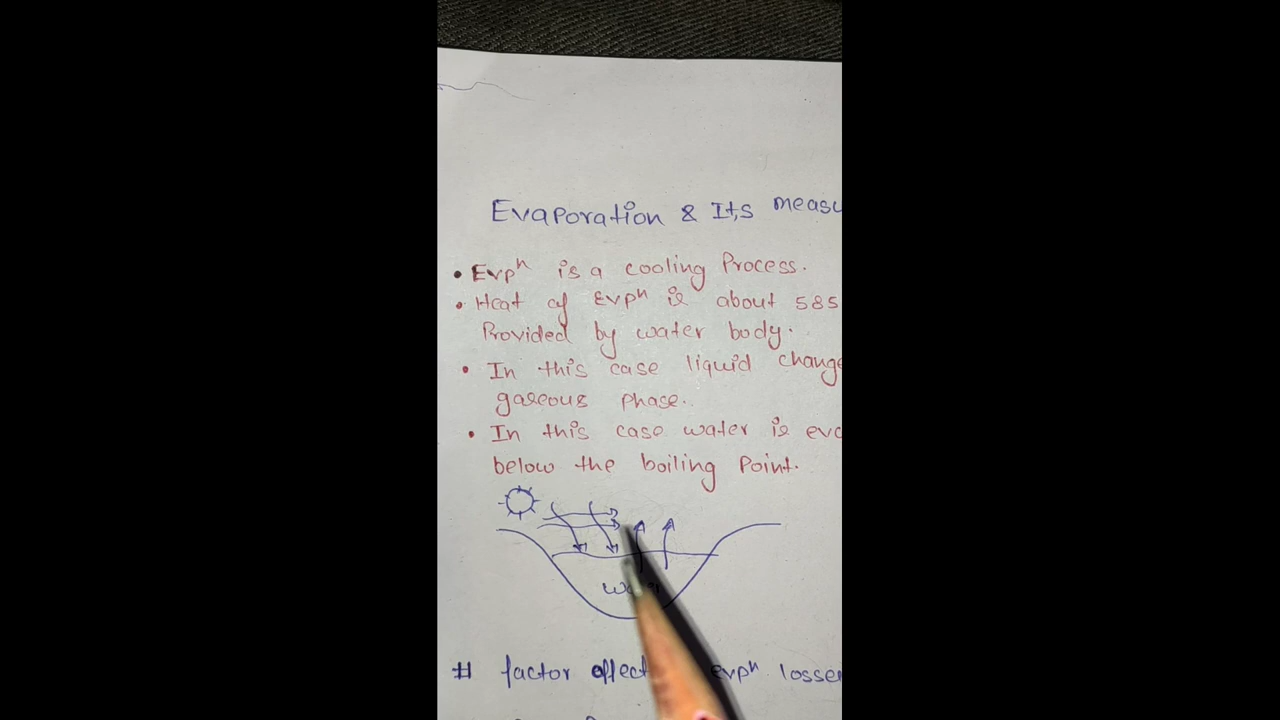 Evaporation & Its measu
• Evpⁿ is a cooling Process.
• Heat of Evpⁿ is about 585
Provided by water body.
• In this case liquid change
gaseous phase.
• In this case water is eva
below the boiling Point.
# factor effect evpⁿ losses